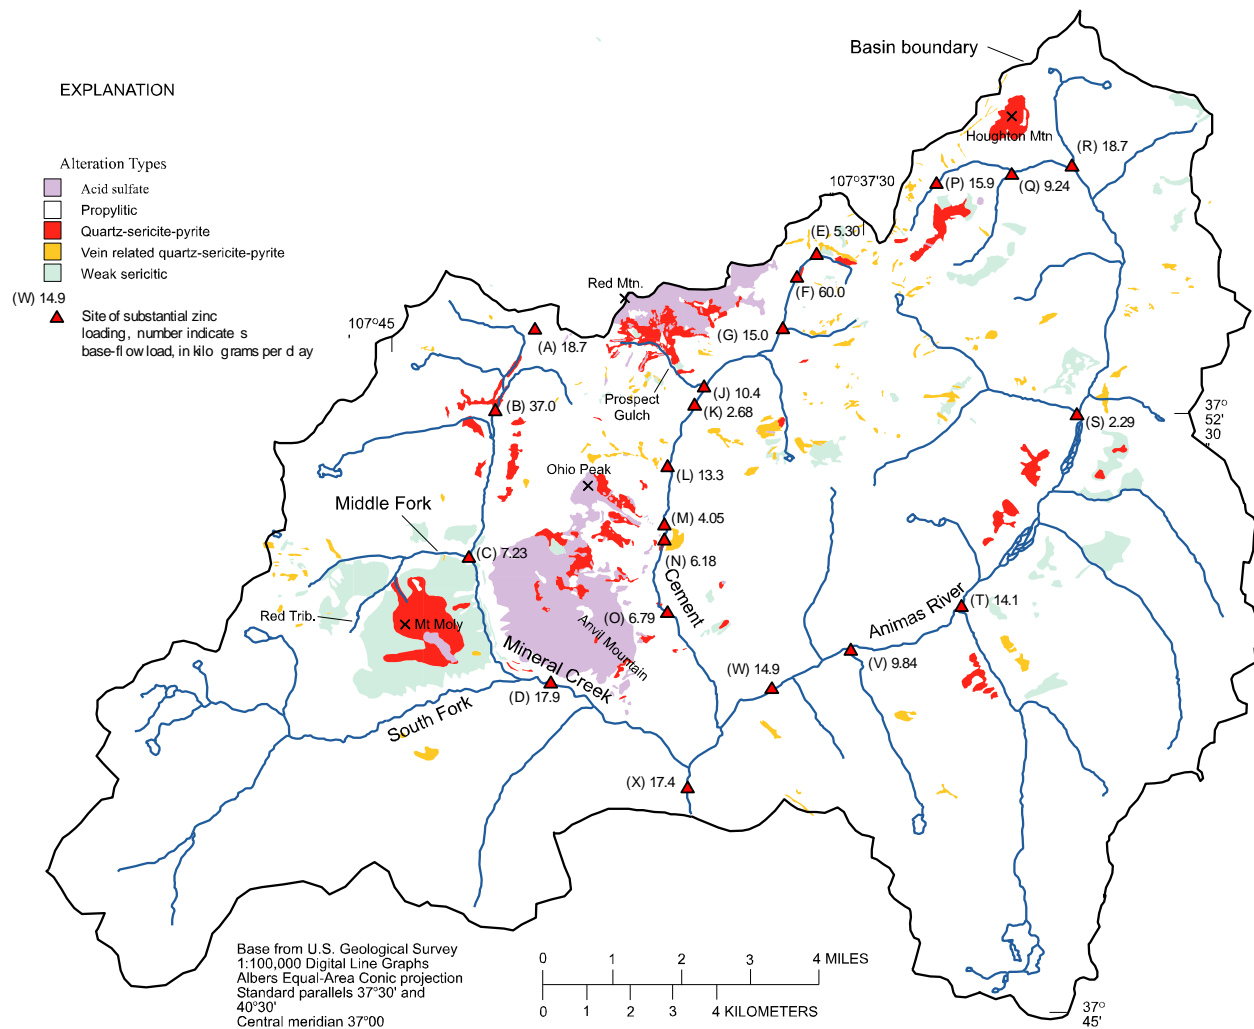 Basin boundary
EXPLANATION
Alteration Types
Acid sulfate
Propylitic
Quartz-sericite-pyrite
Vein related quartz-sericite-pyrite
Weak sericitic
(W) 14.9
Site of substantial zinc
loading, number indicate s
base-flow load, in kilo grams per d ay
Houghton Mtn
(R) 18.7
107°37'30
(P) 15.9
(Q) 9.24
(E) 5.30
Red Mtn.
(F) 60.0
107°45
(A) 18.7
(G) 15.0
Prospect
Gulch
(J) 10.4
(K) 2.68
(B) 37.0
(S) 2.29
37°
52'
30
"
Ohio Peak
(L) 13.3
Middle Fork
(M) 4.05
(C) 7.23
(N) 6.18
Cement
Red Trib.
Mt Moly
(O) 6.79
Anvil Mountain
Animas River
(T) 14.1
Mineral Creek
(V) 9.84
(W) 14.9
(D) 17.9
South Fork
(X) 17.4
Base from U.S. Geological Survey
1:100,000 Digital Line Graphs
Albers Equal-Area Conic projection
Standard parallels 37°30' and
40°30'
Central meridian 37°00
0 1 2 3 4 MILES
0 1 2 3 4 KILOMETERS
37°
45'